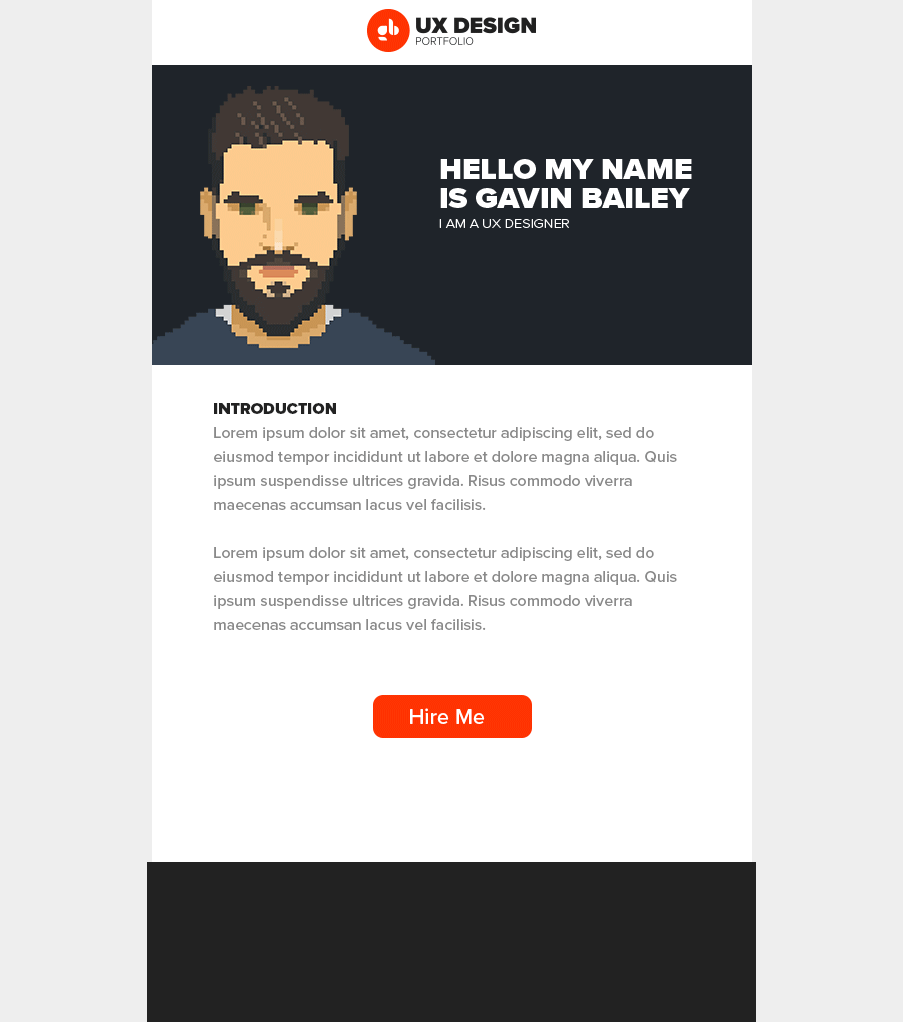 gb
UX DESIGN
PORTFOLIO
HELLO MY NAME
IS GAVIN BAILEY
I AM A UX DESIGNER
INTRODUCTION
Lorem ipsum dolor sit amet, consectetur adipiscing elit, sed do
eiusmod tempor incididunt ut labore et dolore magna aliqua. Quis
ipsum suspendisse ultrices gravida. Risus commodo viverra
maecenas accumsan lacus vel facilisis.
Lorem ipsum dolor sit amet, consectetur adipiscing elit, sed do
eiusmod tempor incididunt ut labore et dolore magna aliqua. Quis
ipsum suspendisse ultrices gravida. Risus commodo viverra
maecenas accumsan lacus vel facilisis.
Hire Me